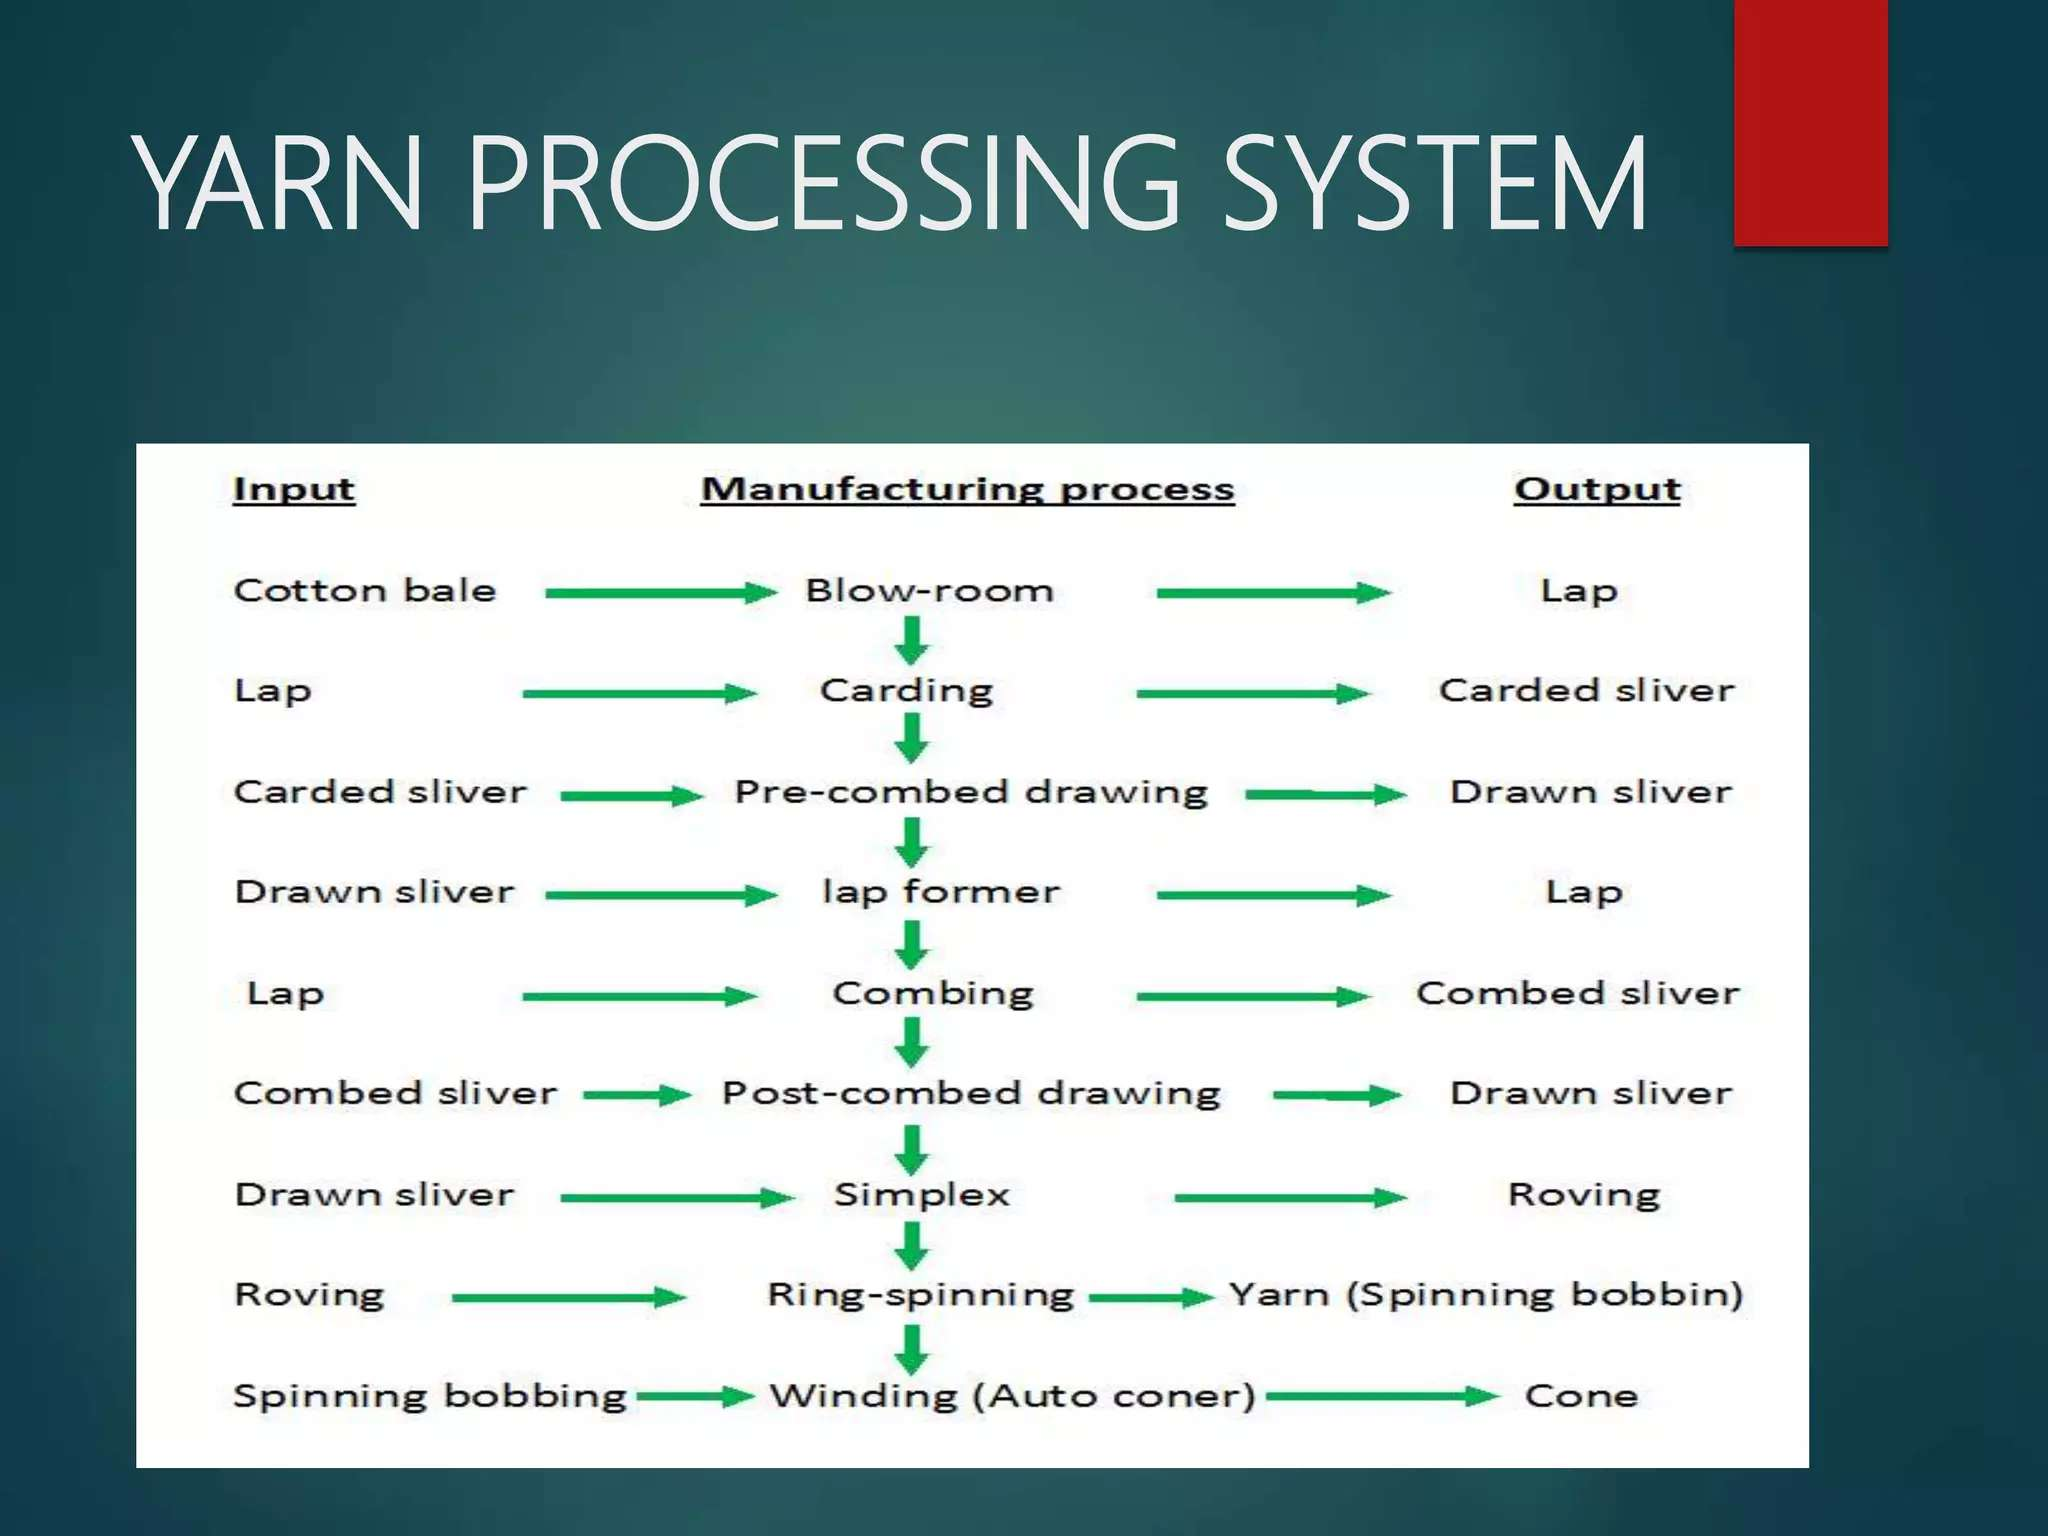 YARN PROCESSING SYSTEM
Input Manufacturing process Output
Cotton bale Blow-room Lap
Lap Carding Carded sliver
Carded sliver Pre-combed drawing Drawn sliver
Drawn sliver lap former Lap
Lap Combing Combed sliver
Combed sliver Post-combed drawing Drawn sliver
Drawn sliver Simplex Roving
Roving Ring-spinning Yarn (Spinning bobbin)
Spinning bobbing Winding (Auto coner) Cone